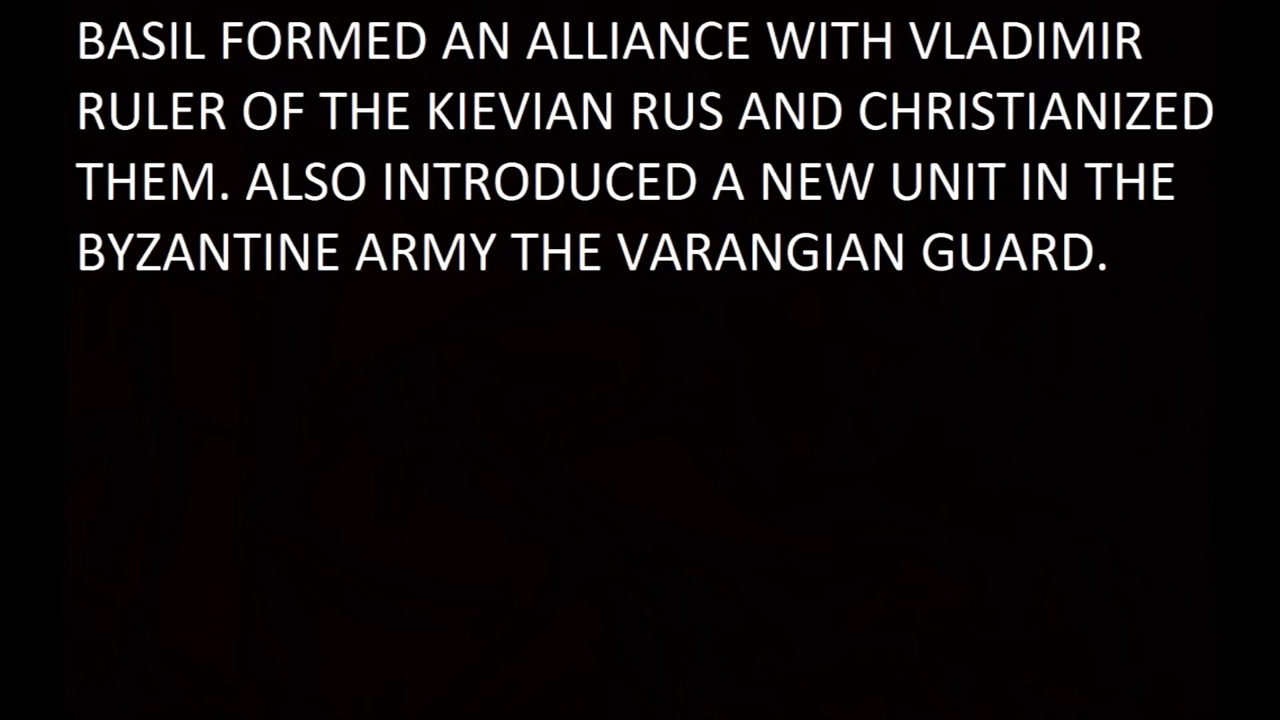 BASIL FORMED AN ALLIANCE WITH VLADIMIR
RULER OF THE KIEVIAN RUS AND CHRISTIANIZED
THEM. ALSO INTRODUCED A NEW UNIT IN THE
BYZANTINE ARMY THE VARANGIAN GUARD.